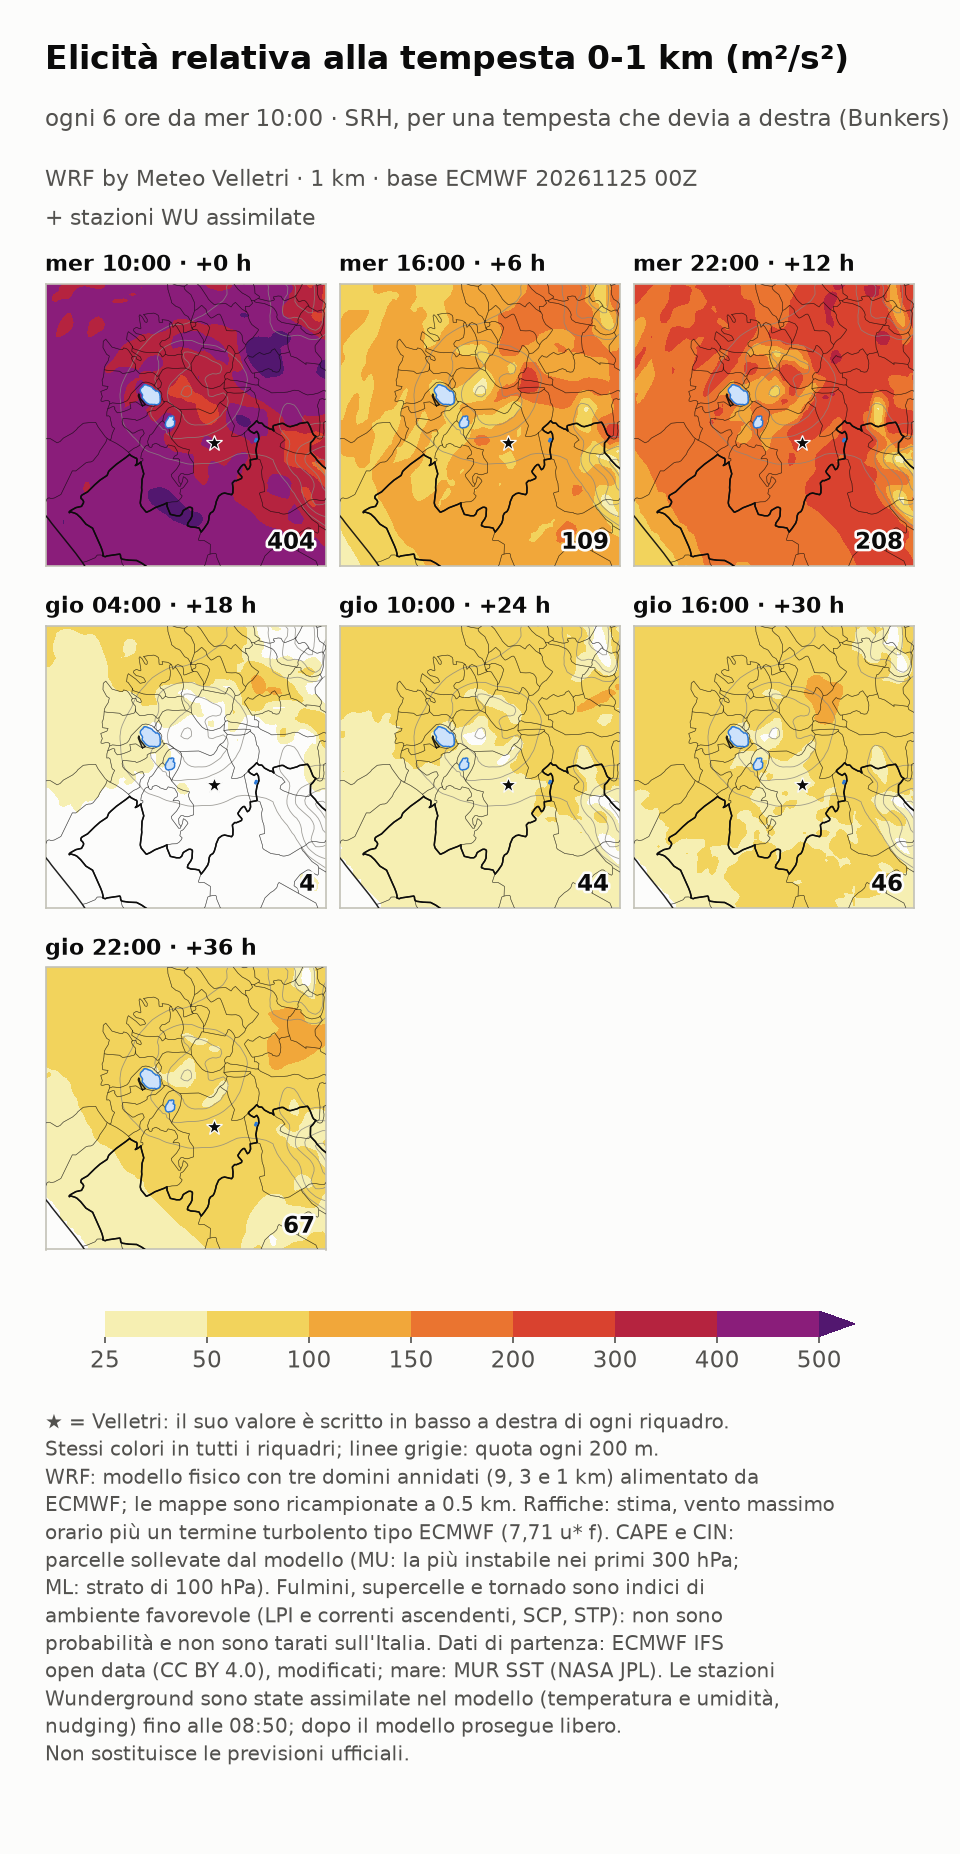 Elicità relativa alla tempesta 0-1 km (m²/s²)
ogni 6 ore da mer 10:00 · SRH, per una tempesta che devia a destra (Bunkers)
WRF by Meteo Velletri · 1 km · base ECMWF 20261125 00Z
+ stazioni WU assimilate
mer 10:00 · +0 h
mer 16:00 · +6 h
mer 22:00 · +12 h
404
109
208
gio 04:00 · +18 h
gio 10:00 · +24 h
gio 16:00 · +30 h
4
44
46
gio 22:00 · +36 h
67
25 50 100 150 200 300 400 500
★ = Velletri: il suo valore è scritto in basso a destra di ogni riquadro.
Stessi colori in tutti i riquadri; linee grigie: quota ogni 200 m.
WRF: modello fisico con tre domini annidati (9, 3 e 1 km) alimentato da
ECMWF; le mappe sono ricampionate a 0.5 km. Raffiche: stima, vento massimo
orario più un termine turbolento tipo ECMWF (7,71 u* f). CAPE e CIN:
parcelle sollevate dal modello (MU: la più instabile nei primi 300 hPa;
ML: strato di 100 hPa). Fulmini, supercelle e tornado sono indici di
ambiente favorevole (LPI e correnti ascendenti, SCP, STP): non sono
probabilità e non sono tarati sull'Italia. Dati di partenza: ECMWF IFS
open data (CC BY 4.0), modificati; mare: MUR SST (NASA JPL). Le stazioni
Wunderground sono state assimilate nel modello (temperatura e umidità,
nudging) fino alle 08:50; dopo il modello prosegue libero.
Non sostituisce le previsioni ufficiali.